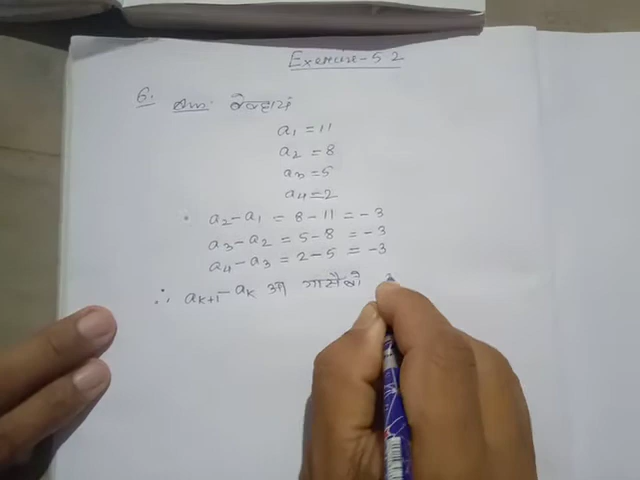 Exercise-5.2
6. Ans: बेवहायं
a₁ = 11
a₂ = 8
a₃ = 5
a₄ = 2
a₂ - a₁ = 8 - 11 = -3
a₃ - a₂ = 5 - 8 = -3
a₄ - a₃ = 2 - 5 = -3
∴ aₖ₊₁ - aₖ आ गासैबो